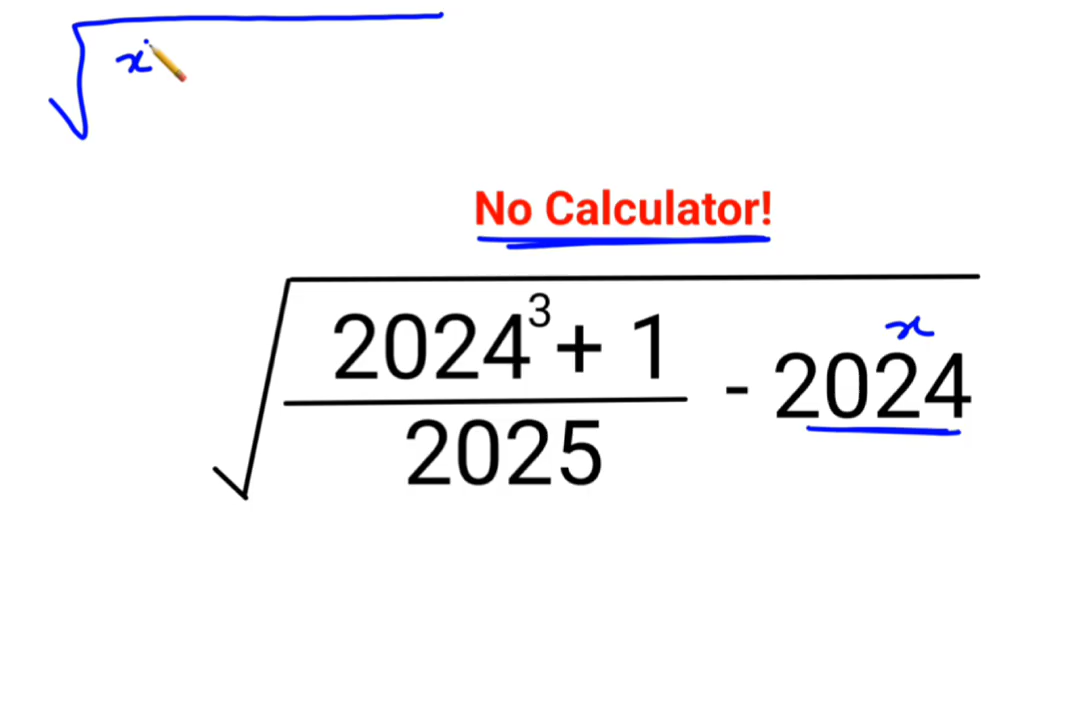 √x
No Calculator!
x
√((2024³ + 1)/2025 - 2024)